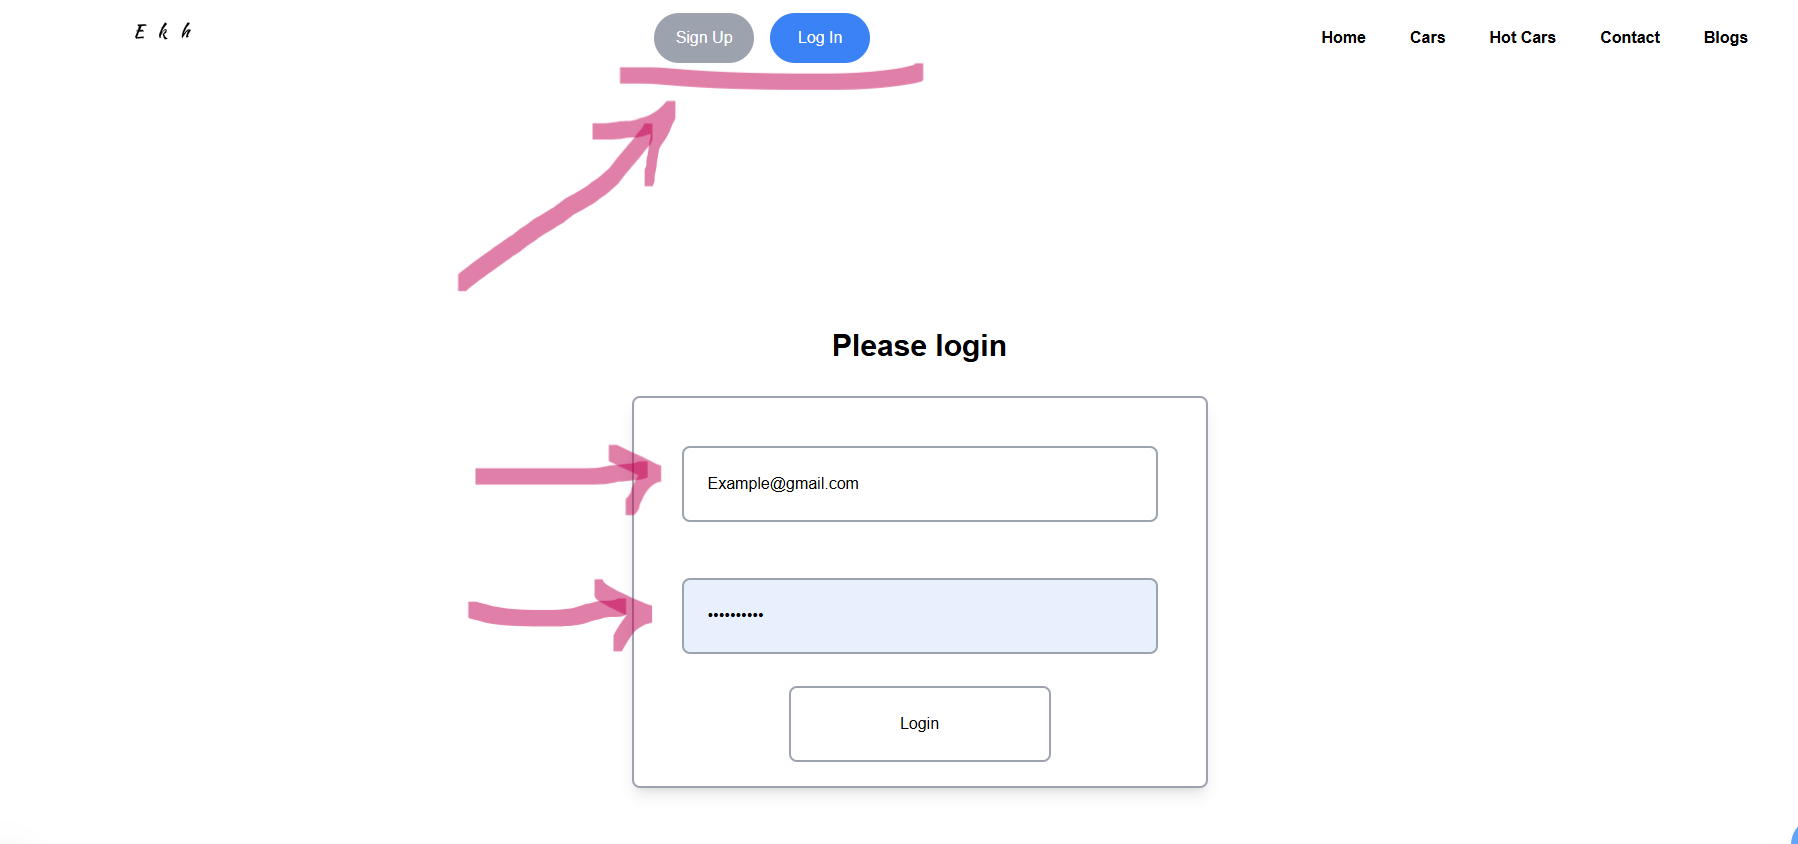 E k h
Sign Up Log In
Home Cars Hot Cars Contact Blogs
Please login
Example@gmail.com
••••••••••
Login